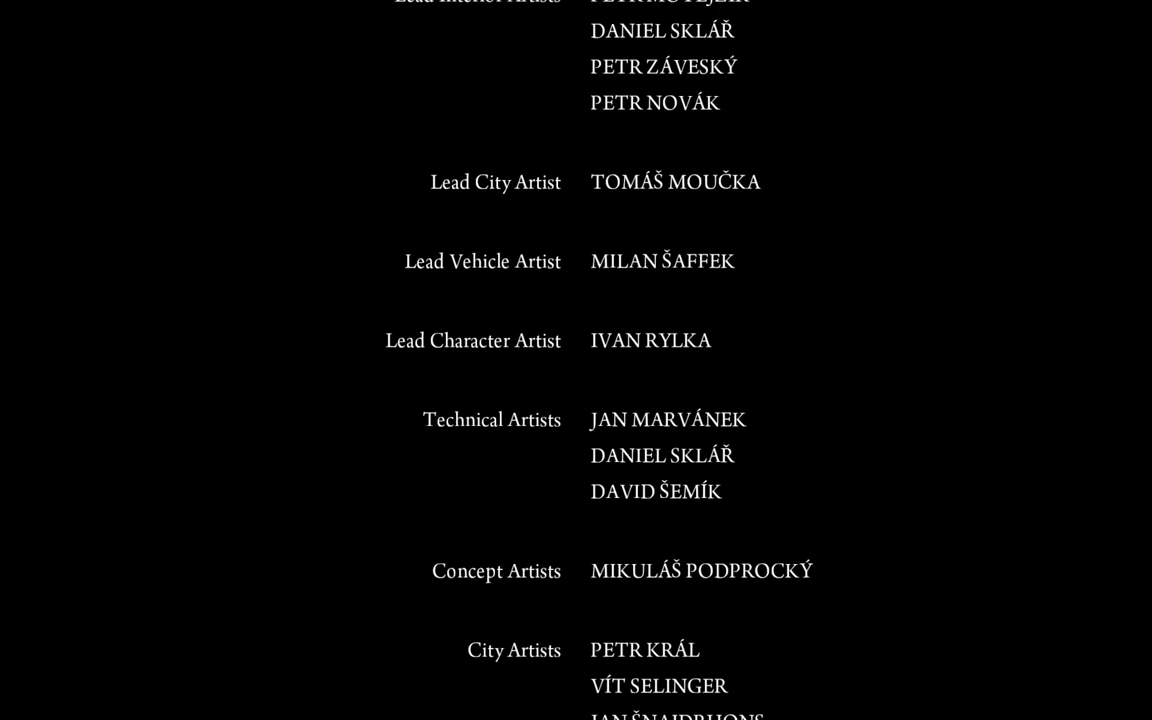 DANIEL SKLÁŘ
PETR ZÁVESKÝ
PETR NOVÁK
Lead City Artist TOMÁŠ MOUČKA
Lead Vehicle Artist MILAN ŠAFFEK
Lead Character Artist IVAN RYLKA
Technical Artists JAN MARVÁNEK
DANIEL SKLÁŘ
DAVID ŠEMÍK
Concept Artists MIKULÁŠ PODPROCKÝ
City Artists PETR KRÁL
VÍT SELINGER